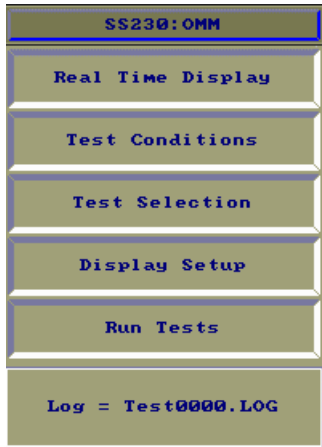 SS230:OMM
Real Time Display
Test Conditions
Test Selection
Display Setup
Run Tests
Log = Test0000.LOG